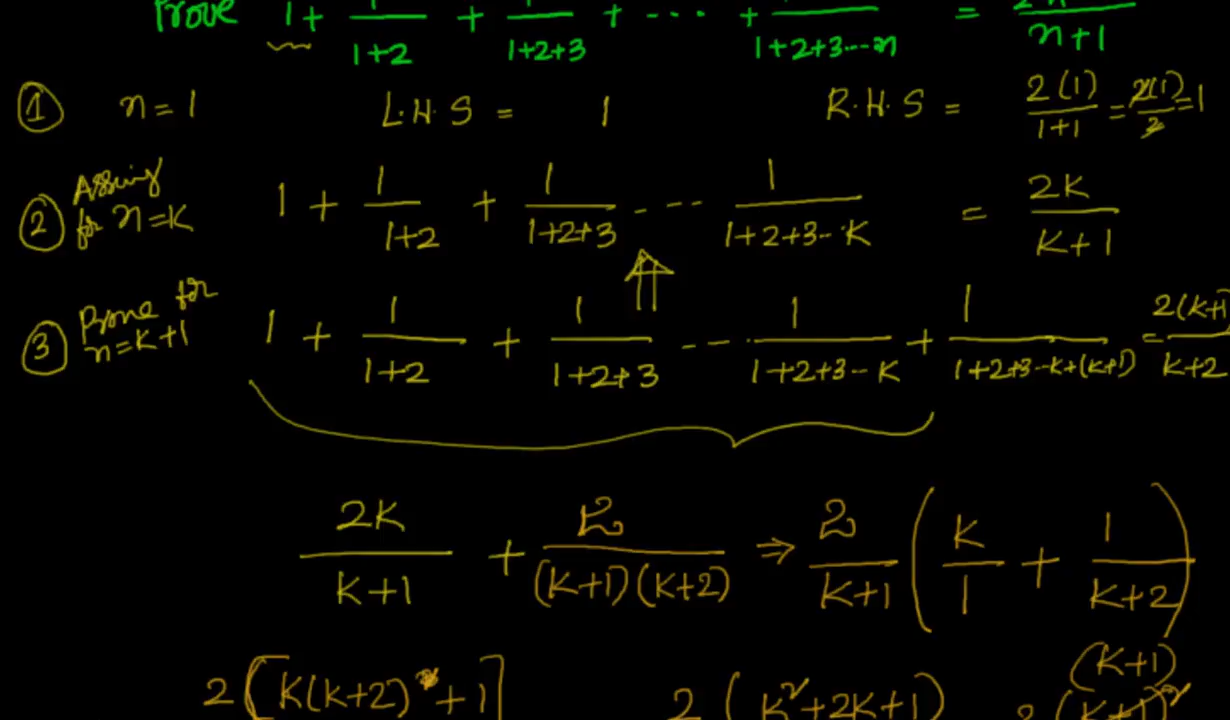 Prove 1 + 1/(1+2) + 1/(1+2+3) + ... + 1/(1+2+3...n) = 2n/(n+1)
① n = 1 L.H.S = 1 R.H.S = 2(1)/(1+1) = 2(1)/2 = 1
② Assuing for n = K 1 + 1/(1+2) + 1/(1+2+3) ... 1/(1+2+3..K) = 2K/(K+1)
③ Prove for n = K+1 1 + 1/(1+2) + 1/(1+2+3) ... 1/(1+2+3..K) + 1/(1+2+3..K+(K+1)) = 2(K+1)/(K+2)
2K/(K+1) + 2/((K+1)(K+2)) ⇒ 2/(K+1) (K/1 + 1/(K+2))
2[K(K+2)+1] 2(K²+2K+1) 2(K+1)² (K+1)